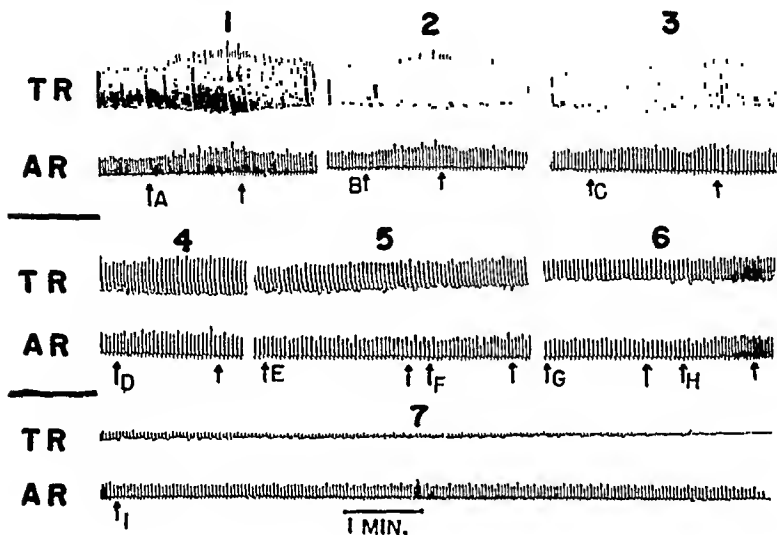 1 2 3
TR
AR
↑A ↑ B↑ ↑ ↑C ↑
4 5 6
TR
AR
↑D ↑ ↑E ↑ ↑F ↑ ↑G ↑ ↑H ↑
7
TR
AR
↑I
1 MIN.